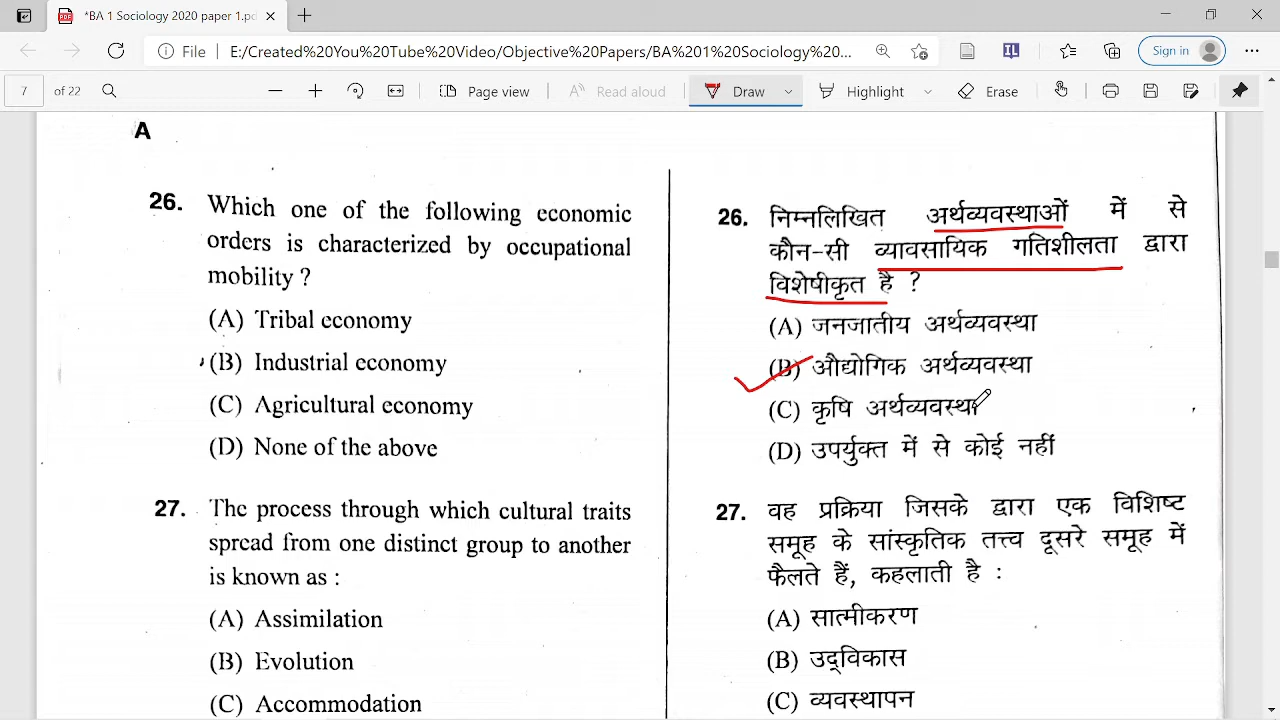 *BA 1 Sociology 2020 paper 1.pd
File E:/Created%20You%20Tube%20Video/Objective%20Papers/BA%201%20Sociology%20...
IL
Sign in
7 of 22
Page view
Read aloud
Draw
Highlight
Erase
A
26. Which one of the following economic
orders is characterized by occupational
mobility ?
(A) Tribal economy
(B) Industrial economy
(C) Agricultural economy
(D) None of the above
27. The process through which cultural traits
spread from one distinct group to another
is known as :
(A) Assimilation
(B) Evolution
(C) Accommodation
26. निम्नलिखित अर्थव्यवस्थाओं में से
कौन-सी व्यावसायिक गतिशीलता द्वारा
विशेषीकृत है ?
(A) जनजातीय अर्थव्यवस्था
(B) औद्योगिक अर्थव्यवस्था
(C) कृषि अर्थव्यवस्था
(D) उपर्युक्त में से कोई नहीं
27. वह प्रक्रिया जिसके द्वारा एक विशिष्ट
समूह के सांस्कृतिक तत्त्व दूसरे समूह में
फैलते हैं, कहलाती है :
(A) सात्मीकरण
(B) उद्‌विकास
(C) व्यवस्थापन